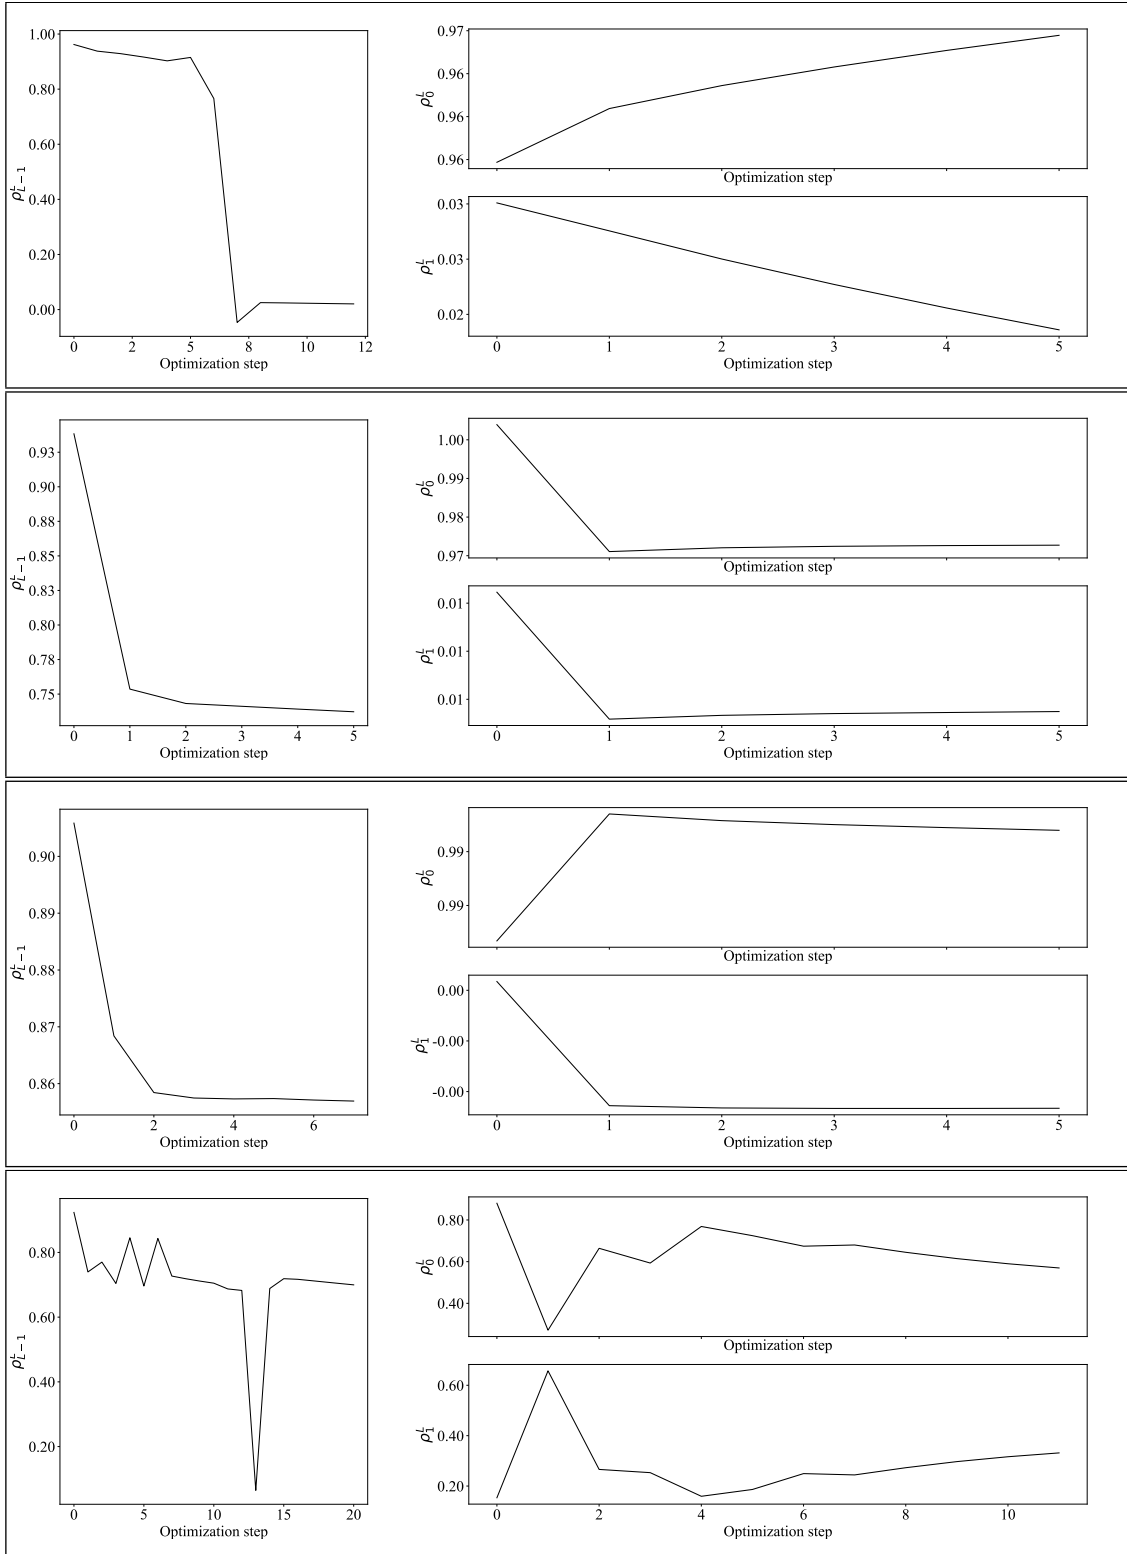 1.00
0.80
0.60
0.40
0.20
0.00
ρ^L_{L−1}
0 2 5 8 10 12
Optimization step
0.97
0.96
0.96
0.96
ρ^L_0
Optimization step
0.03
0.03
0.02
ρ^L_1
0 1 2 3 4 5
Optimization step
0.93
0.90
0.88
0.85
0.83
0.80
0.78
0.75
ρ^L_{L−1}
0 1 2 3 4 5
Optimization step
1.00
0.99
0.98
0.97
ρ^L_0
Optimization step
0.01
0.01
0.01
ρ^L_1
0 1 2 3 4 5
Optimization step
0.90
0.89
0.88
0.87
0.86
ρ^L_{L−1}
0 2 4 6
Optimization step
0.99
0.99
ρ^L_0
Optimization step
0.00
-0.00
-0.00
ρ^L_1
0 1 2 3 4 5
Optimization step
0.80
0.60
0.40
0.20
ρ^L_{L−1}
0 5 10 15 20
Optimization step
0.80
0.60
0.40
ρ^L_0
Optimization step
0.60
0.40
0.20
ρ^L_1
0 2 4 6 8 10
Optimization step